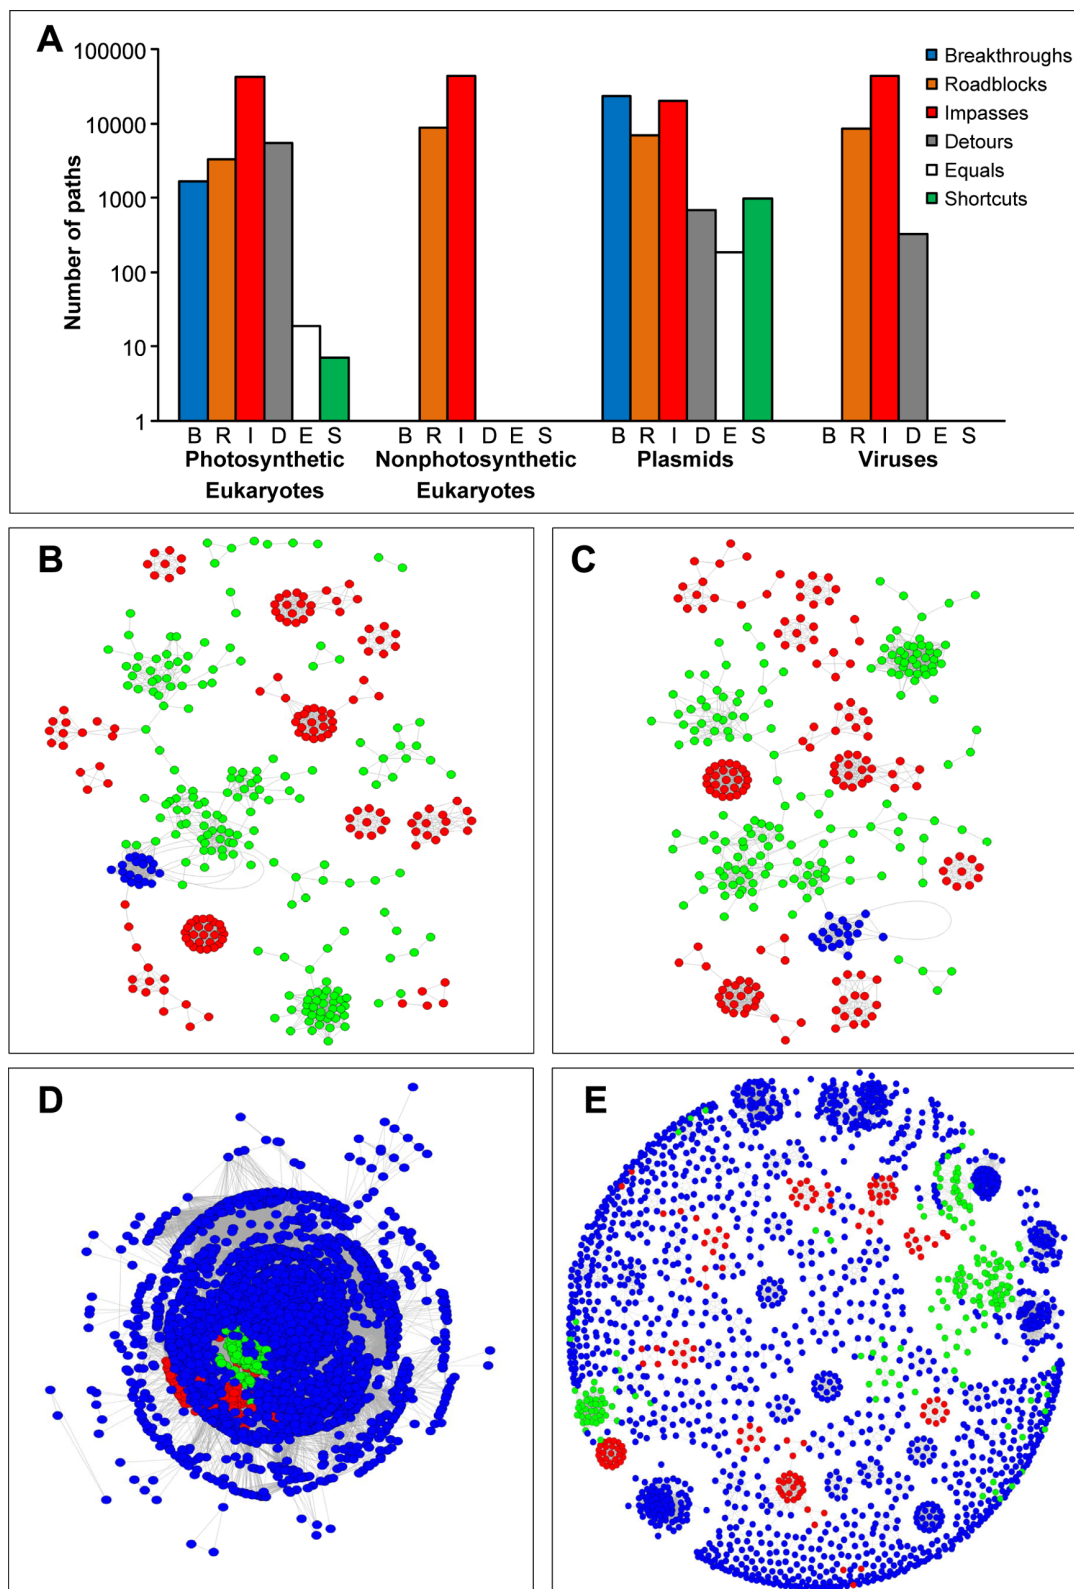 A
100000
10000
1000
100
10
1
Number of paths
Breakthroughs
Roadblocks
Impasses
Detours
Equals
Shortcuts
B R I D E S B R I D E S B R I D E S B R I D E S
Photosynthetic Nonphotosynthetic Plasmids Viruses
Eukaryotes Eukaryotes
B
C
D
E